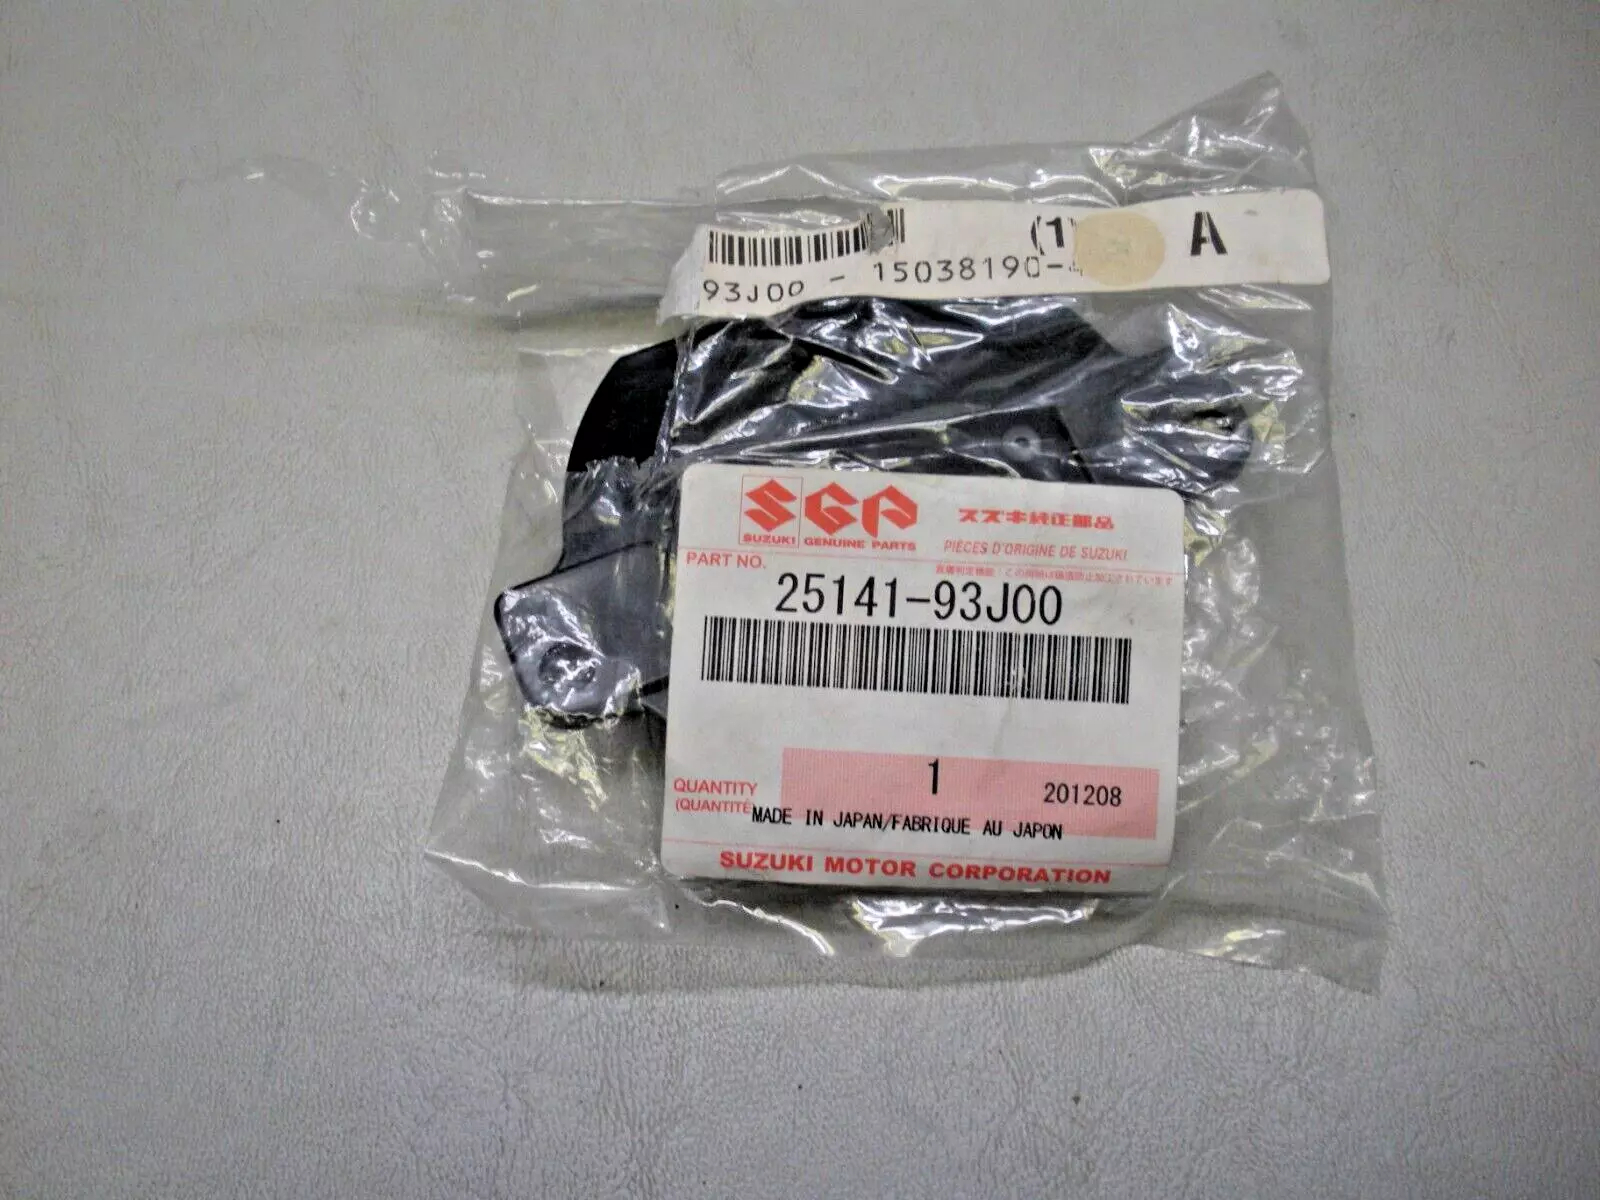 (1) A
93J00 - 15038190-
SGP スズキ純正部品
SUZUKI GENUINE PARTS PIÈCES D'ORIGINE DE SUZUKI
PART NO.
25141-93J00
QUANTITY 1 201208
(QUANTITÉ)
MADE IN JAPAN/FABRIQUE AU JAPON
SUZUKI MOTOR CORPORATION